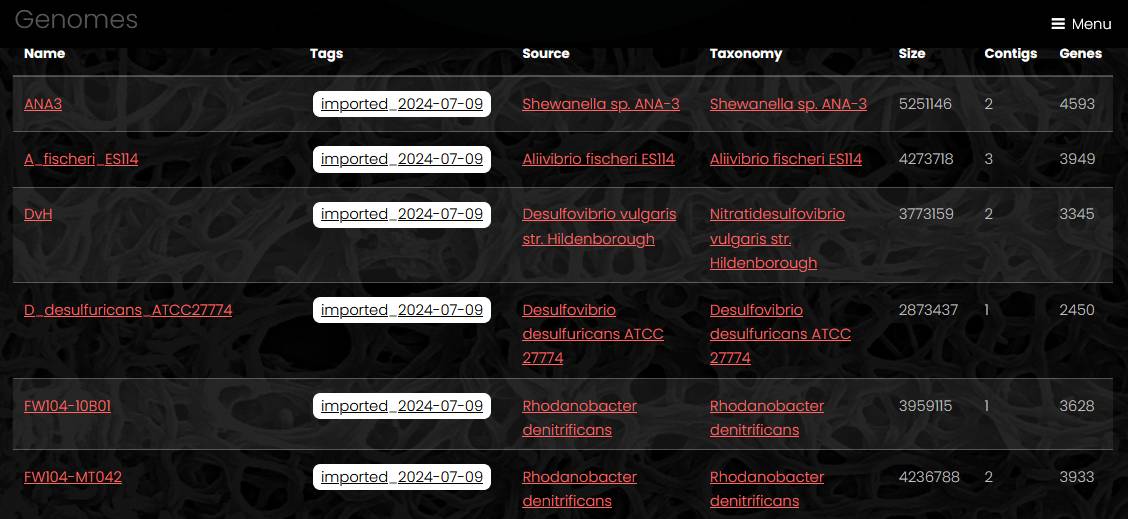 Genomes
Menu
Name Tags Source Taxonomy Size Contigs Genes
ANA3 imported_2024-07-09 Shewanella sp. ANA-3 Shewanella sp. ANA-3 5251146 2 4593
A_fischeri_ES114 imported_2024-07-09 Aliivibrio fischeri ES114 Aliivibrio fischeri ES114 4273718 3 3949
DvH imported_2024-07-09 Desulfovibrio vulgaris Nitratidesulfovibrio 3773159 2 3345
str. Hildenborough vulgaris str.
Hildenborough
D_desulfuricans_ATCC27774 imported_2024-07-09 Desulfovibrio Desulfovibrio 2873437 1 2450
desulfuricans ATCC desulfuricans ATCC
27774 27774
FW104-10B01 imported_2024-07-09 Rhodanobacter Rhodanobacter 3959115 1 3628
denitrificans denitrificans
FW104-MT042 imported_2024-07-09 Rhodanobacter Rhodanobacter 4236788 2 3933
denitrificans denitrificans